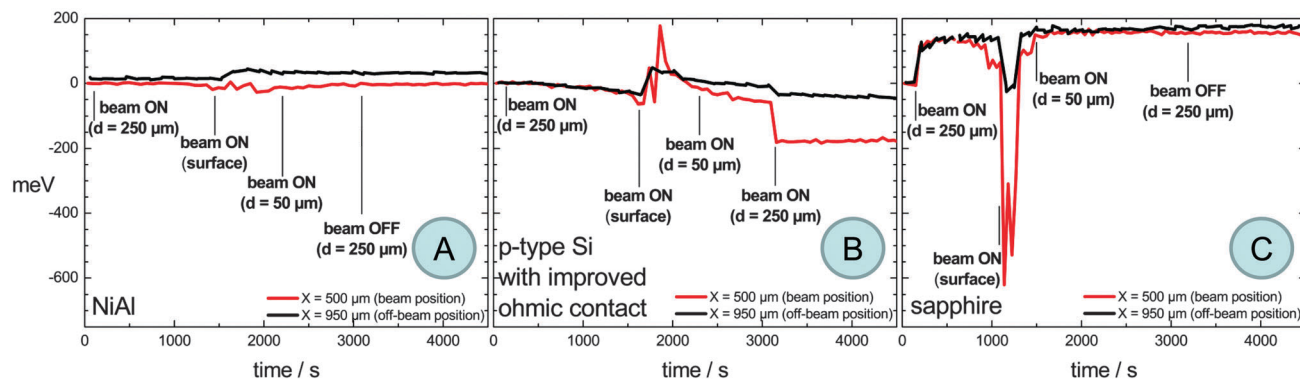 200
0
-200
-400
-600
meV
beam ON
(d = 250 µm)
beam ON
(surface)
beam ON
(d = 50 µm)
beam OFF
(d = 250 µm)
A
NiAl
X = 500 µm (beam position)
X = 950 µm (off-beam position)
0 1000 2000 3000 4000
time / s
beam ON
(d = 250 µm)
beam ON
(surface)
beam ON
(d = 50 µm)
beam ON
(d = 250 µm)
B
p-type Si
with improved
ohmic contact
X = 500 µm (beam position)
X = 950 µm (off-beam position)
0 1000 2000 3000 4000
time / s
beam ON
(d = 250 µm)
beam ON
(surface)
beam ON
(d = 50 µm)
beam OFF
(d = 250 µm)
C
sapphire
X = 500 µm (beam position)
X = 950 µm (off-beam position)
0 1000 2000 3000 4000
time / s